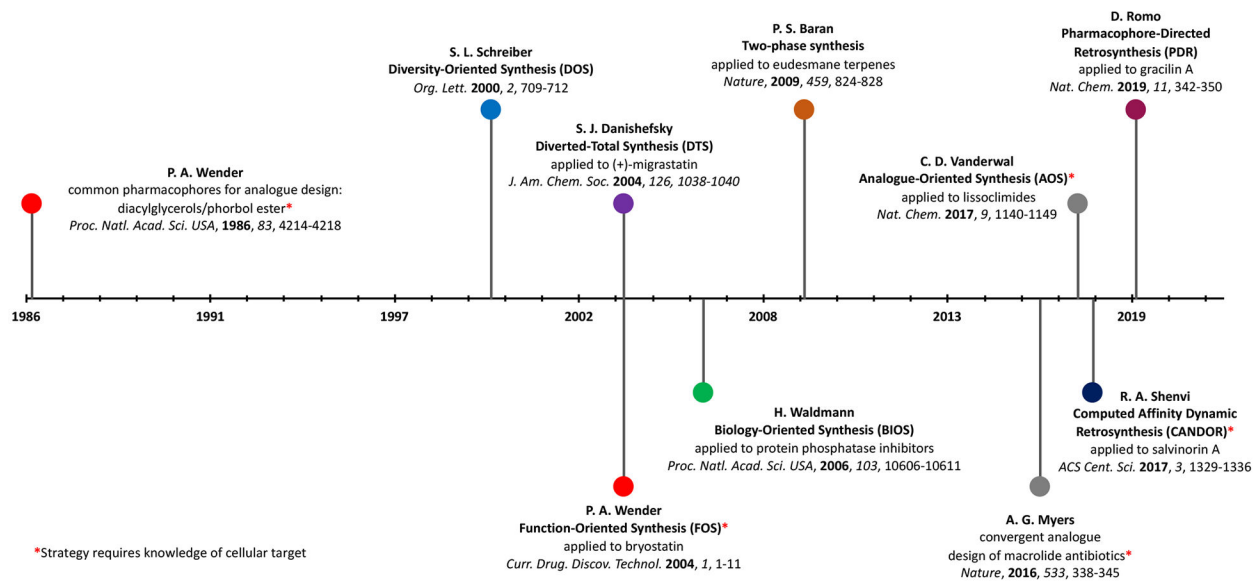 P. A. Wender
common pharmacophores for analogue design:
diacylglycerols/phorbol ester*
Proc. Natl. Acad. Sci. USA, 1986, 83, 4214-4218
S. L. Schreiber
Diversity-Oriented Synthesis (DOS)
Org. Lett. 2000, 2, 709-712
S. J. Danishefsky
Diverted-Total Synthesis (DTS)
applied to (+)-migrastatin
J. Am. Chem. Soc. 2004, 126, 1038-1040
P. S. Baran
Two-phase synthesis
applied to eudesmane terpenes
Nature, 2009, 459, 824-828
C. D. Vanderwal
Analogue-Oriented Synthesis (AOS)*
applied to lissoclimides
Nat. Chem. 2017, 9, 1140-1149
D. Romo
Pharmacophore-Directed
Retrosynthesis (PDR)
applied to gracilin A
Nat. Chem. 2019, 11, 342-350
1986 1991 1997 2002 2008 2013 2019
P. A. Wender
Function-Oriented Synthesis (FOS)*
applied to bryostatin
Curr. Drug. Discov. Technol. 2004, 1, 1-11
H. Waldmann
Biology-Oriented Synthesis (BIOS)
applied to protein phosphatase inhibitors
Proc. Natl. Acad. Sci. USA, 2006, 103, 10606-10611
A. G. Myers
convergent analogue
design of macrolide antibiotics*
Nature, 2016, 533, 338-345
R. A. Shenvi
Computed Affinity Dynamic
Retrosynthesis (CANDOR)*
applied to salvinorin A
ACS Cent. Sci. 2017, 3, 1329-1336
*Strategy requires knowledge of cellular target